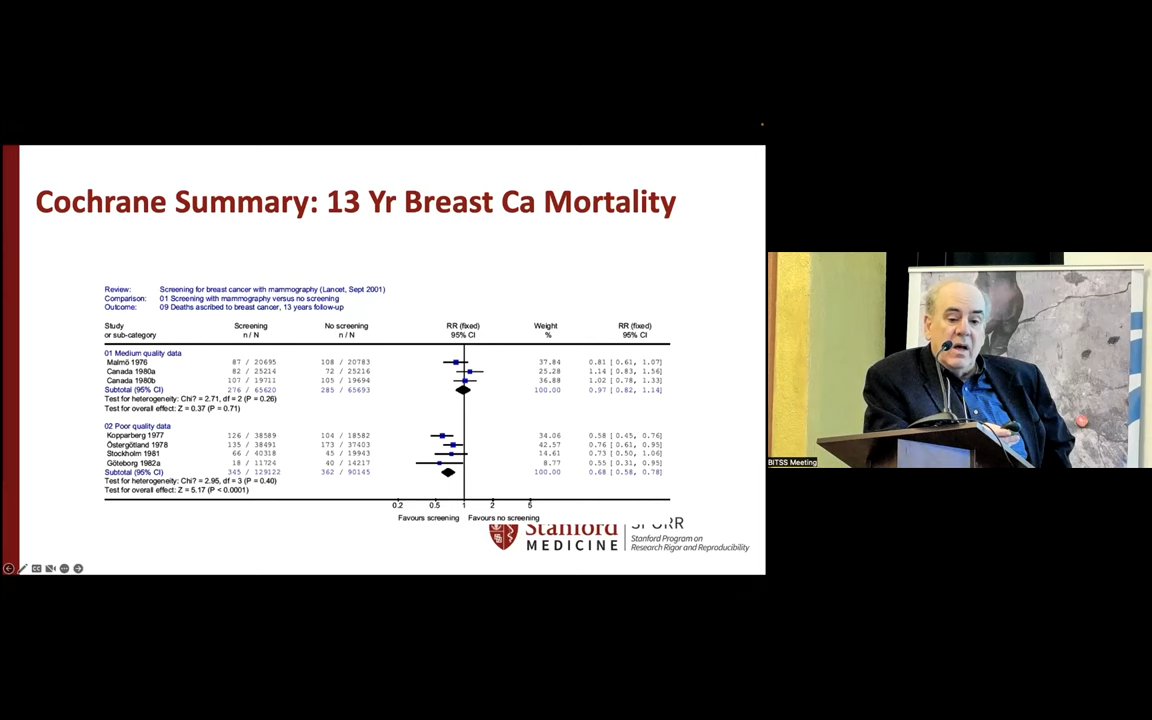 Cochrane Summary: 13 Yr Breast Ca Mortality
Review: Screening for breast cancer with mammography (Lancet, Sept 2001)
Comparison: 01 Screening with mammography versus no screening
Outcome: 09 Deaths ascribed to breast cancer, 13 years follow-up
Study Screening No screening RR (fixed) Weight RR (fixed)
or sub-category n / N n / N 95% CI % 95% CI
01 Medium quality data
Malmö 1976 87 / 20695 108 / 20783 37.84 0.81 [ 0.61, 1.07]
Canada 1980a 82 / 25214 72 / 25216 25.28 1.14 [ 0.83, 1.56]
Canada 1980b 107 / 19711 105 / 19694 36.88 1.02 [ 0.78, 1.33]
Subtotal (95% CI) 276 / 65620 285 / 65693 100.00 0.97 [ 0.82, 1.14]
Test for heterogeneity: Chi? = 2.71, df = 2 (P = 0.26)
Test for overall effect: Z = 0.37 (P = 0.71)
02 Poor quality data
Kopparberg 1977 126 / 38589 104 / 18582 34.06 0.58 [ 0.45, 0.76]
Östergötland 1978 135 / 38491 173 / 37403 42.57 0.76 [ 0.61, 0.95]
Stockholm 1981 66 / 40318 45 / 19943 14.61 0.73 [ 0.50, 1.06]
Göteborg 1982a 18 / 11724 40 / 14217 8.77 0.55 [ 0.31, 0.95]
Subtotal (95% CI) 345 / 129122 362 / 90145 100.00 0.68 [ 0.58, 0.78]
Test for heterogeneity: Chi? = 2.95, df = 3 (P = 0.40)
Test for overall effect: Z = 5.17 (P < 0.0001)
0.2 0.5 1 2 5
Favours screening Favours no screening
Stanford
MEDICINE
SPORR
Stanford Program on
Research Rigor and Reproducibility
BITSS Meeting